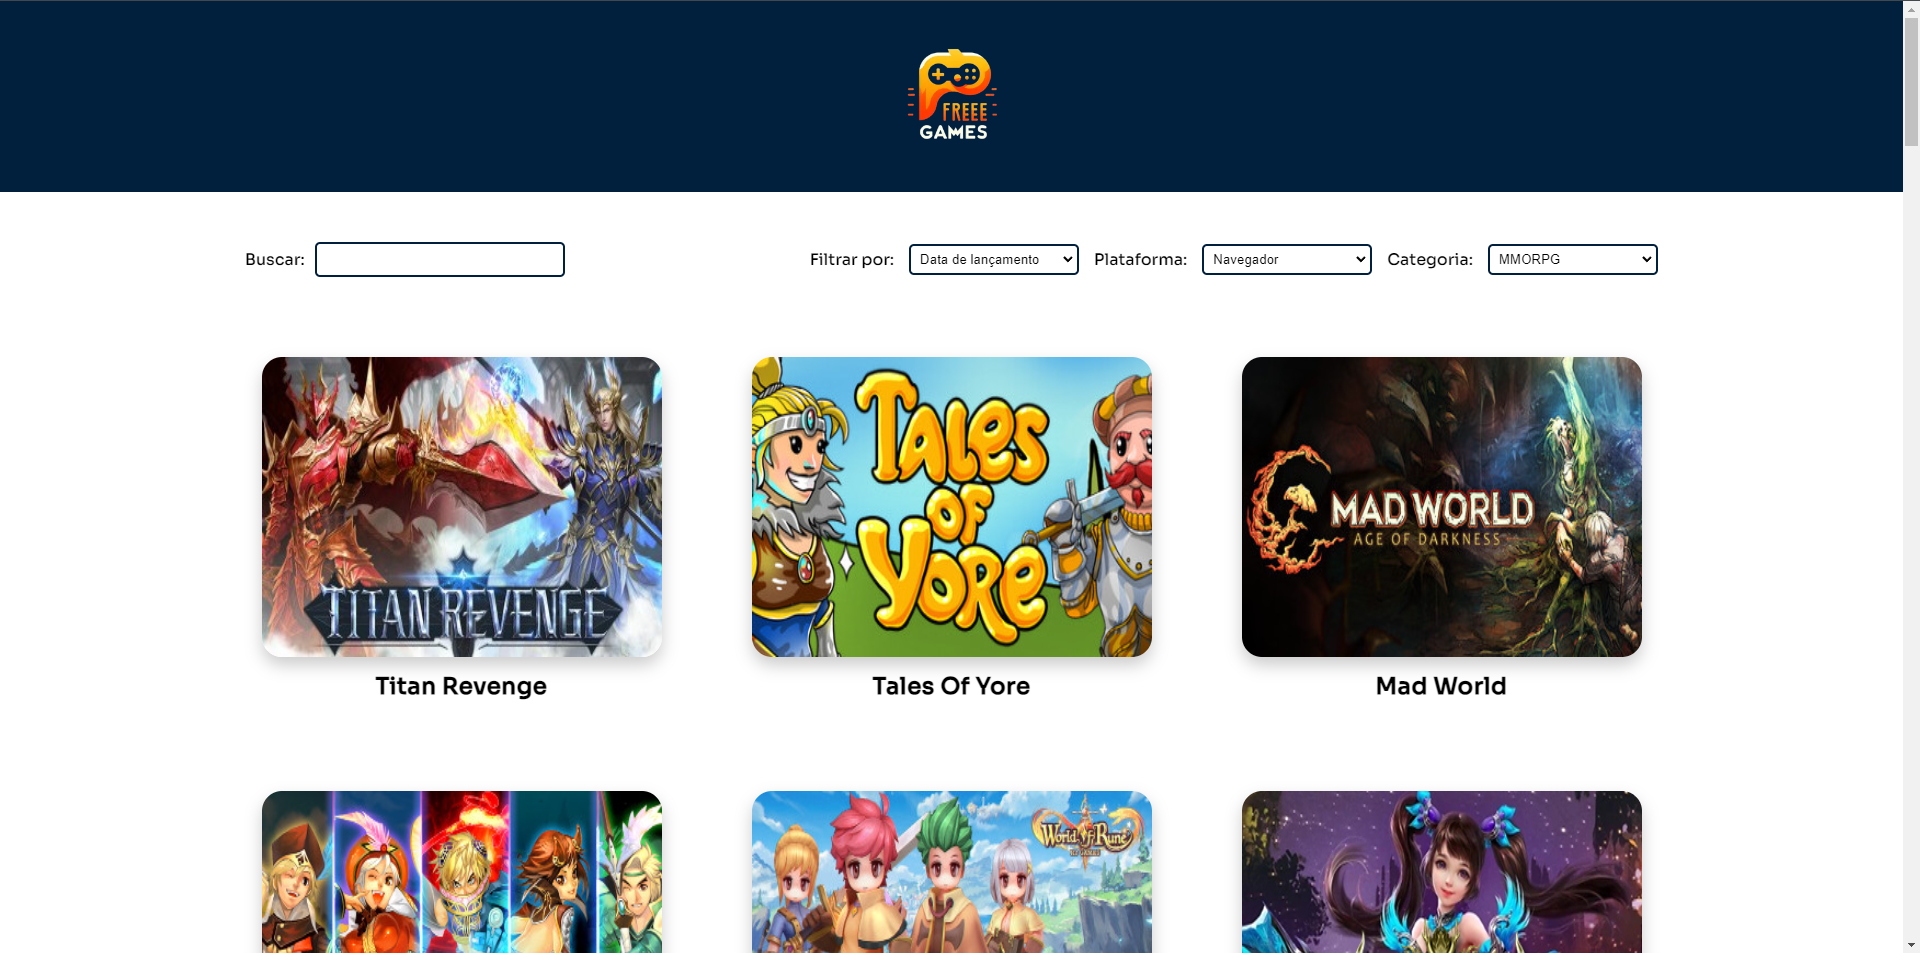 FREEE
GAMES
Buscar:
Filtrar por: Data de lançamento Plataforma: Navegador Categoria: MMORPG
TITAN REVENGE
TALES
OF
YORE
MAD WORLD
AGE OF DARKNESS
Titan Revenge
Tales Of Yore
Mad World
World of Rune